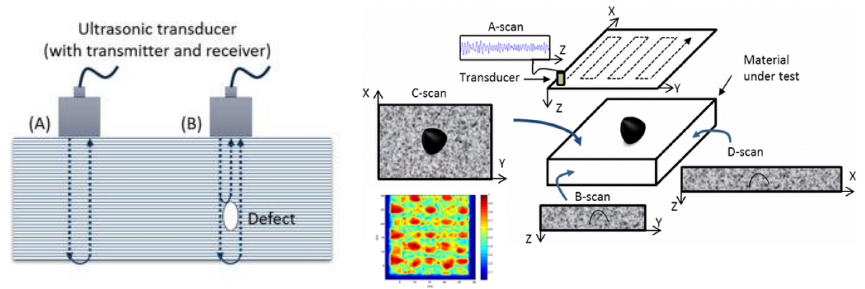 Ultrasonic transducer
(with transmitter and receiver)
(A)
(B)
Defect
A-scan
Z
Transducer
X
Y
Z
Material
under test
C-scan
X
Y
D-scan
X
Z
B-scan
Y
Z